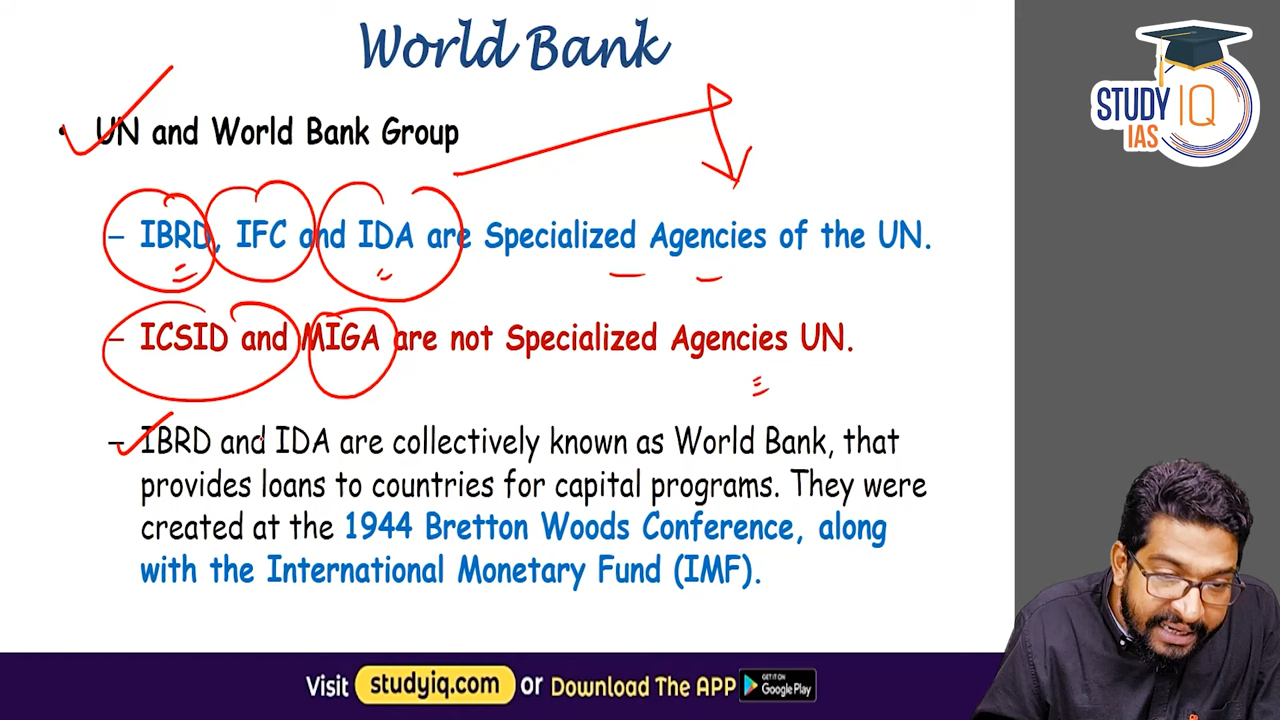 World Bank
STUDY IQ
IAS
• UN and World Bank Group
– IBRD, IFC and IDA are Specialized Agencies of the UN.
– ICSID and MIGA are not Specialized Agencies UN.
– IBRD and IDA are collectively known as World Bank, that
provides loans to countries for capital programs. They were
created at the 1944 Bretton Woods Conference, along
with the International Monetary Fund (IMF).
Visit studyiq.com or Download The APP GET IT ON Google Play